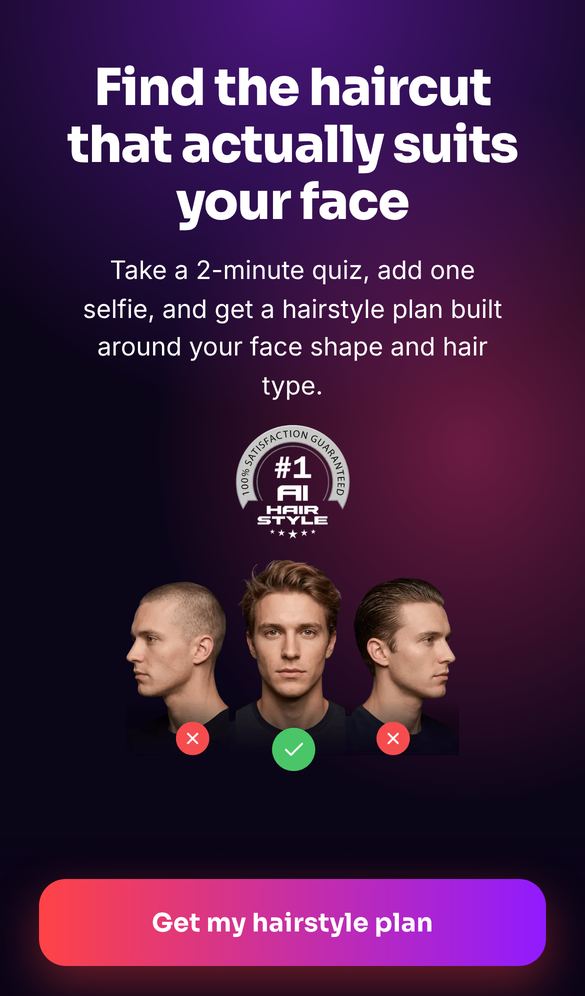 Find the haircut
that actually suits
your face
Take a 2-minute quiz, add one
selfie, and get a hairstyle plan built
around your face shape and hair
type.
100% SATISFACTION GUARANTEED
#1
AI
HAIR
STYLE
Get my hairstyle plan